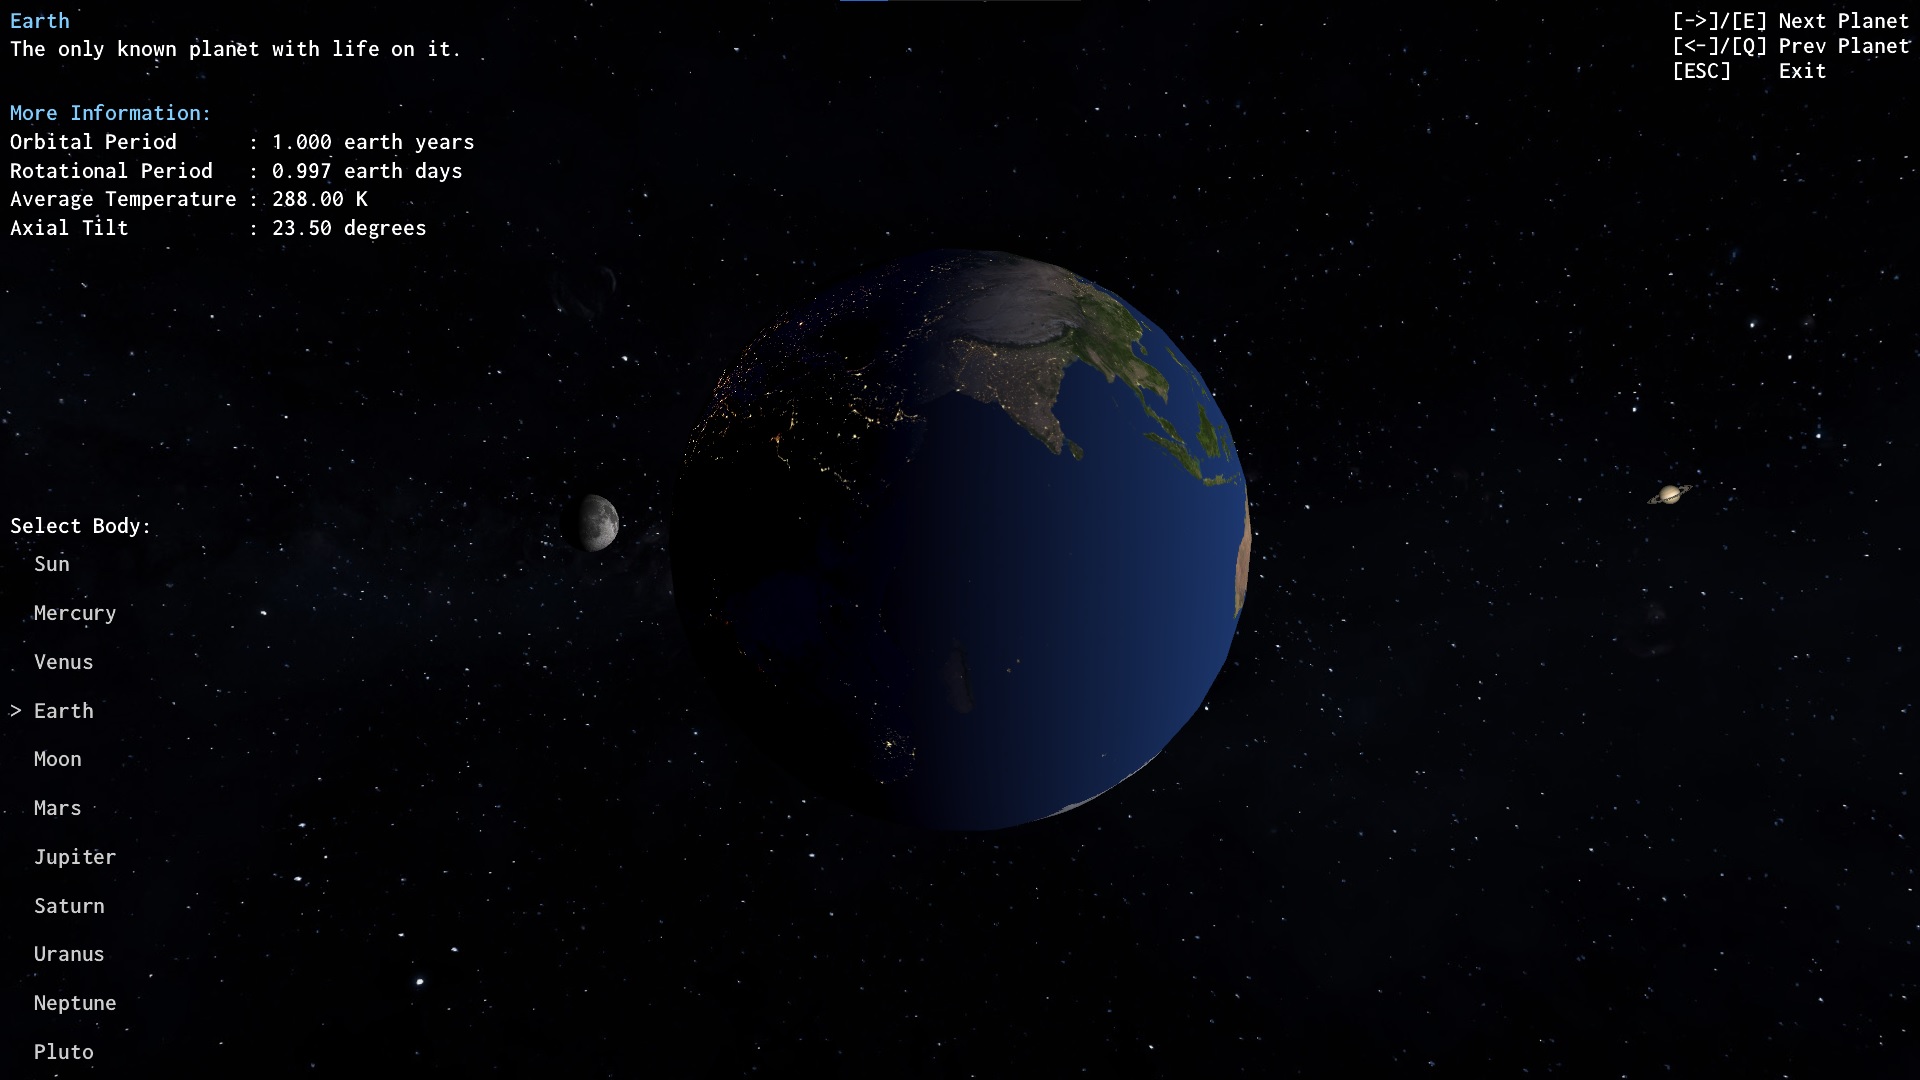 Earth
The only known planet with life on it.
More Information:
Orbital Period : 1.000 earth years
Rotational Period : 0.997 earth days
Average Temperature : 288.00 K
Axial Tilt : 23.50 degrees
[->]/[E] Next Planet
[<-]/[Q] Prev Planet
[ESC] Exit
Select Body:
Sun
Mercury
Venus
> Earth
Moon
Mars
Jupiter
Saturn
Uranus
Neptune
Pluto